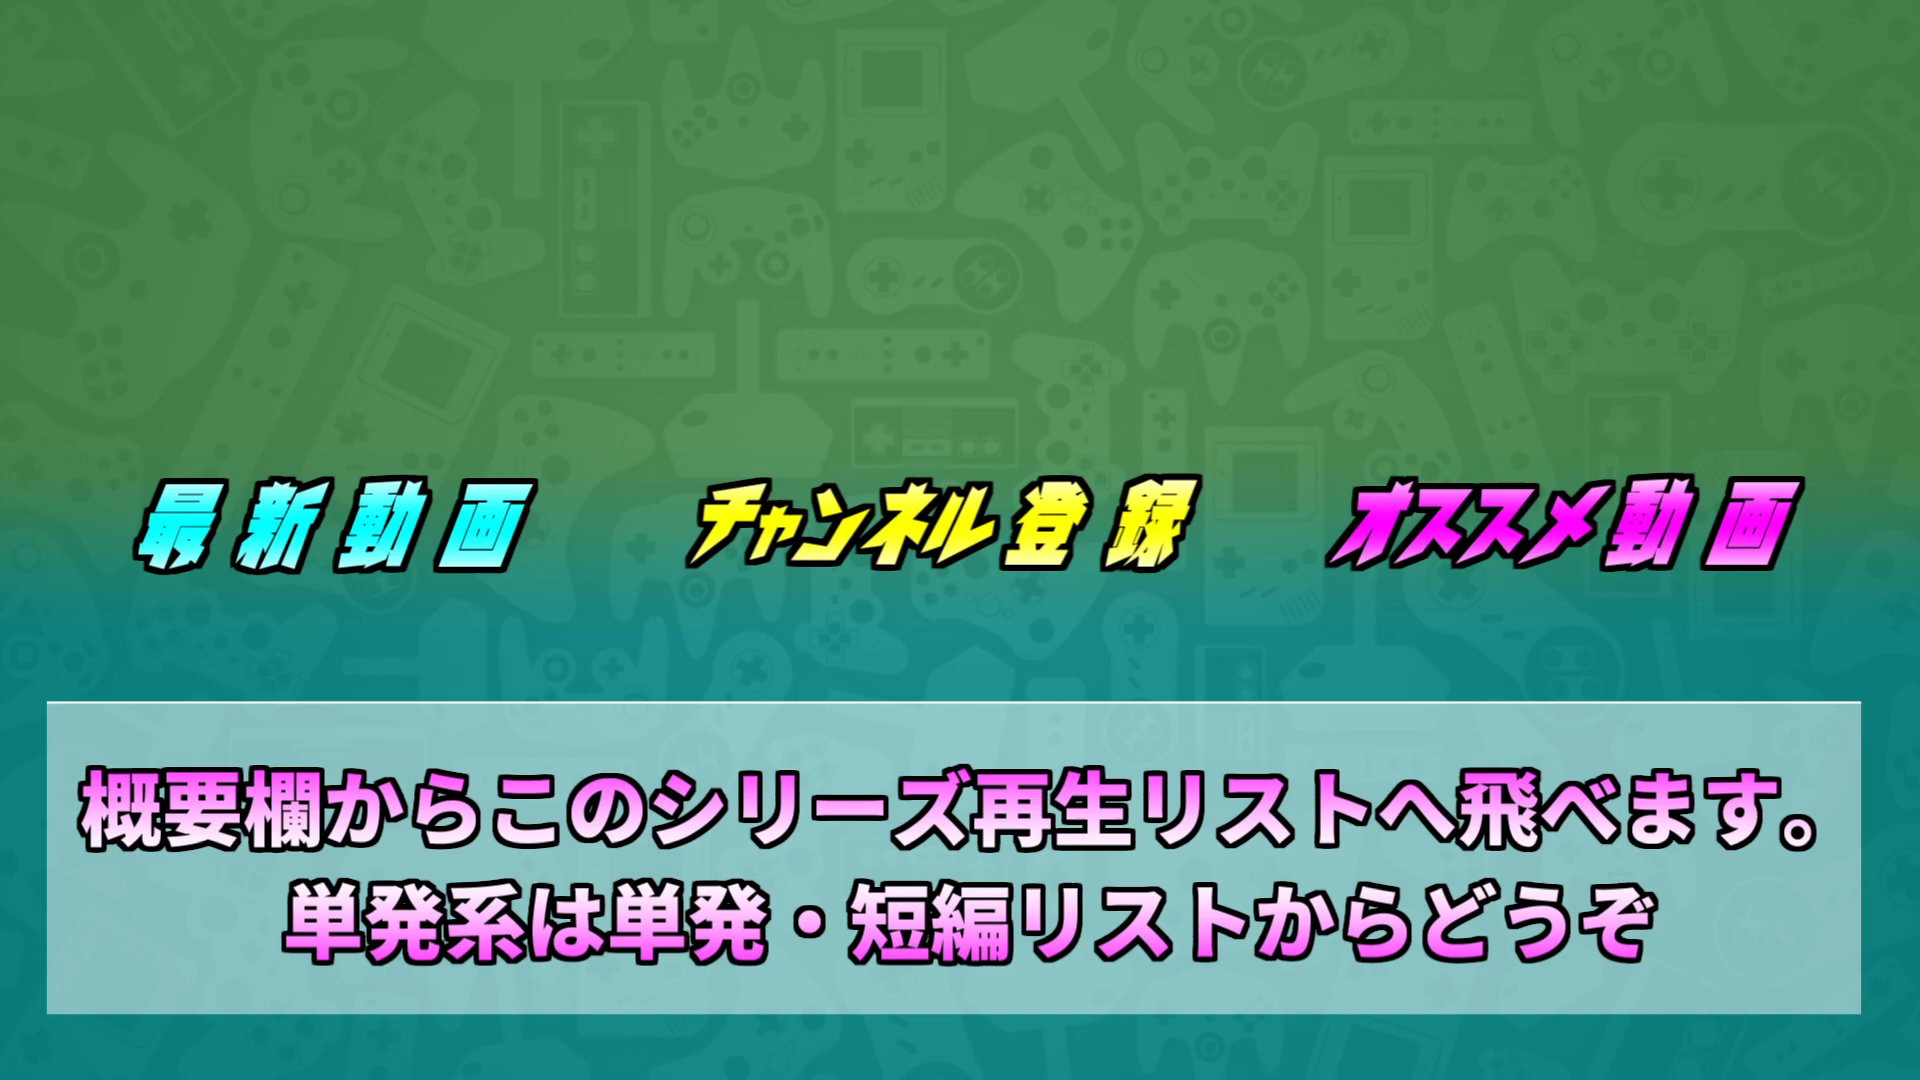 最新動画
チャンネル登録
オススメ動画
概要欄からこのシリーズ再生リストへ飛べます。
単発系は単発・短編リストからどうぞ